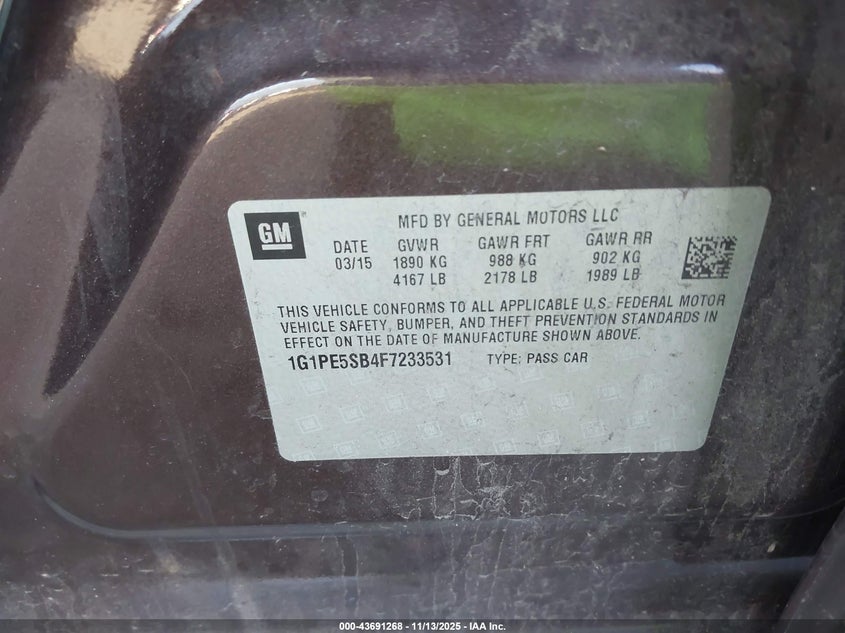 GM
MFD BY GENERAL MOTORS LLC
DATE GVWR GAWR FRT GAWR RR
03/15 1890 KG 988 KG 902 KG
4167 LB 2178 LB 1989 LB
THIS VEHICLE CONFORMS TO ALL APPLICABLE U.S. FEDERAL MOTOR
VEHICLE SAFETY, BUMPER, AND THEFT PREVENTION STANDARDS IN
EFFECT ON THE DATE OF MANUFACTURE SHOWN ABOVE.
1G1PE5SB4F7233531 TYPE: PASS CAR
000-43691268 - 11/13/2025 - IAA Inc.